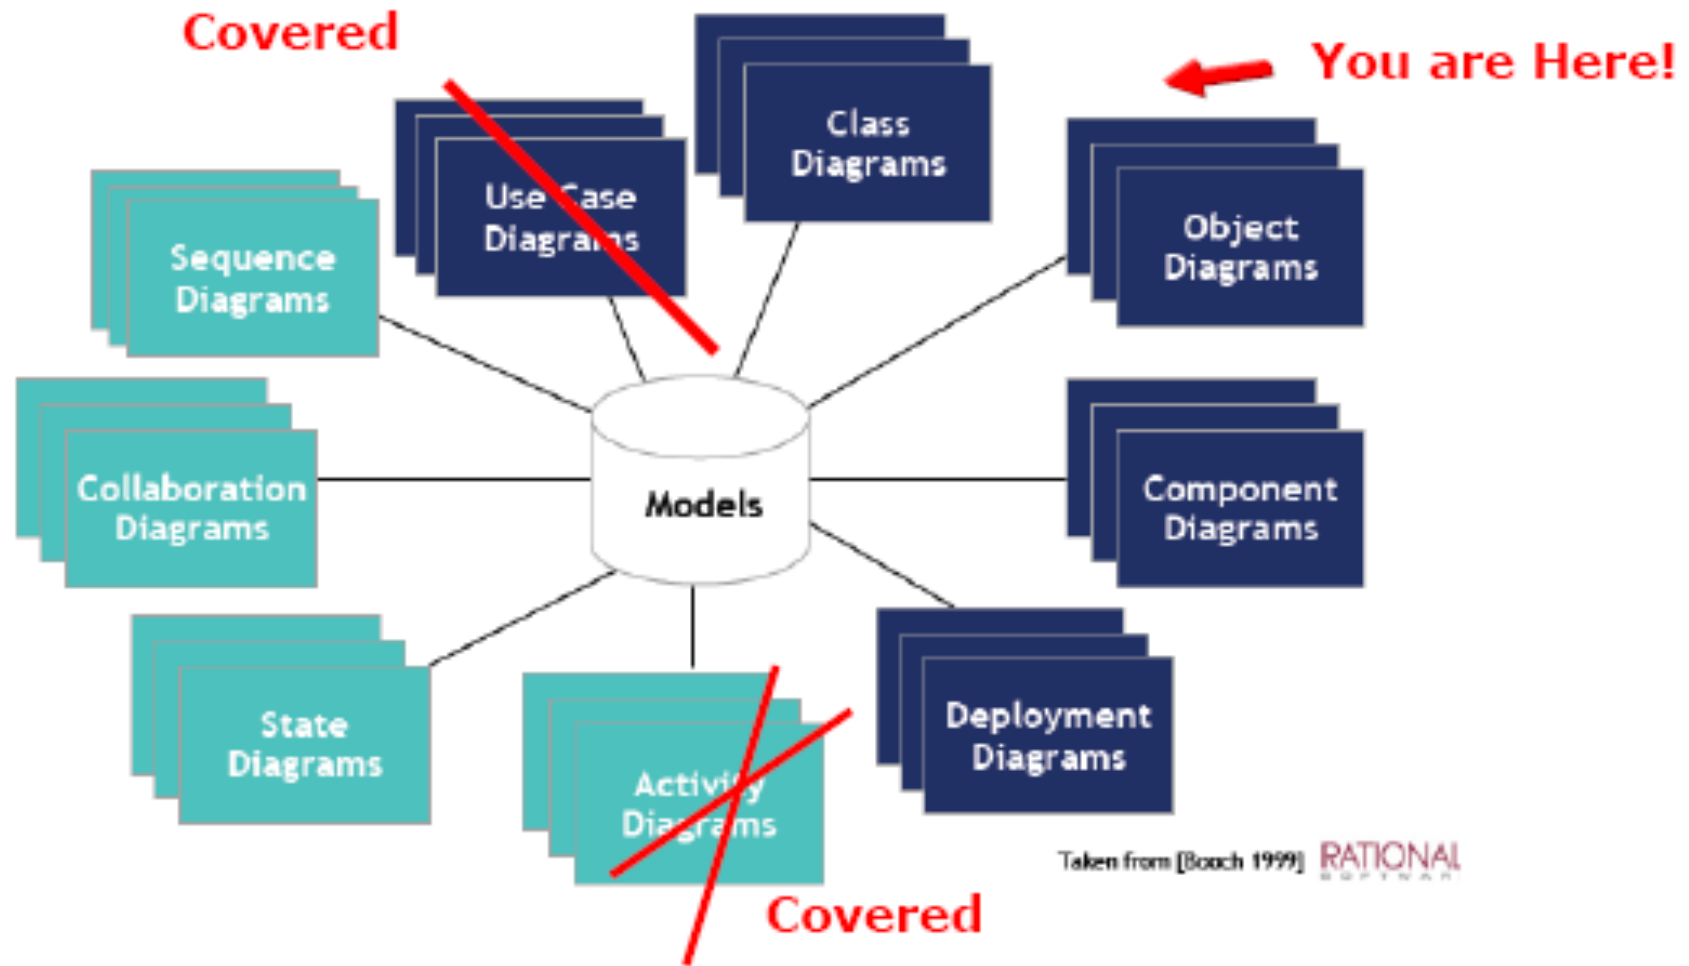 Covered
You are Here!
Class
Diagrams
Use Case
Diagrams
Object
Diagrams
Sequence
Diagrams
Collaboration
Diagrams
Models
Component
Diagrams
State
Diagrams
Activity
Diagrams
Deployment
Diagrams
Taken from [Booch 1999]
RATIONAL
SOFTWARE
Covered